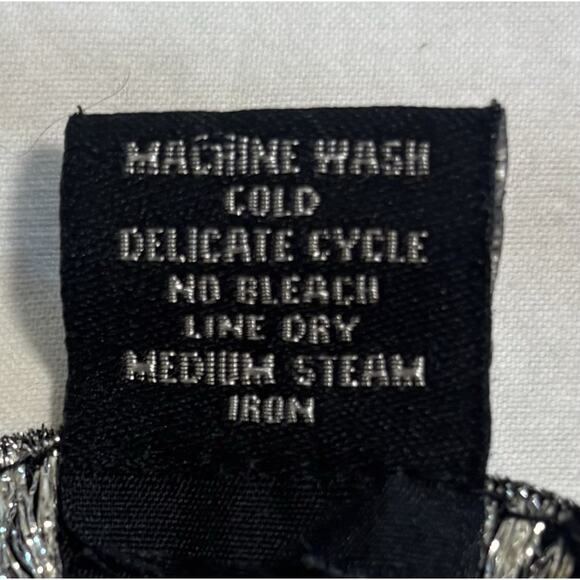 MACHINE WASH
COLD
DELICATE CYCLE
NO BLEACH
LINE DRY
MEDIUM STEAM
IRON